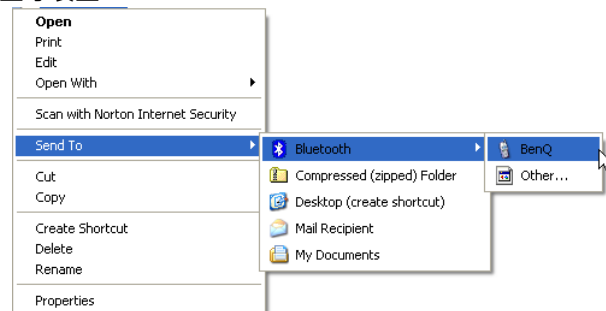 Open
Print
Edit
Open With
Scan with Norton Internet Security
Send To
Cut
Copy
Create Shortcut
Delete
Rename
Properties
Bluetooth
Compressed (zipped) Folder
Desktop (create shortcut)
Mail Recipient
My Documents
BenQ
Other...